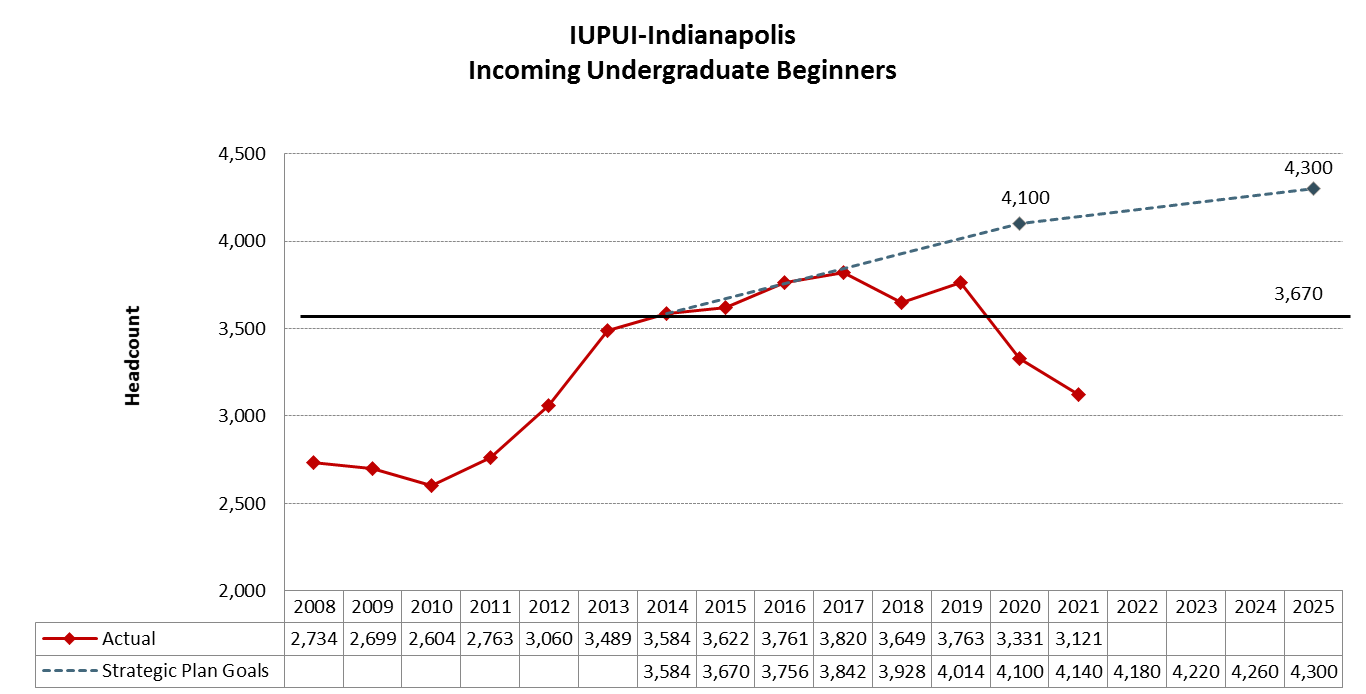 IUPUI-Indianapolis
Incoming Undergraduate Beginners
4,500
4,300
4,100
4,000
3,670
3,500
Headcount
3,000
2,500
2,000
2008 2009 2010 2011 2012 2013 2014 2015 2016 2017 2018 2019 2020 2021 2022 2023 2024 2025
Actual 2,734 2,699 2,604 2,763 3,060 3,489 3,584 3,622 3,761 3,820 3,649 3,763 3,331 3,121
Strategic Plan Goals 3,584 3,670 3,756 3,842 3,928 4,014 4,100 4,140 4,180 4,220 4,260 4,300